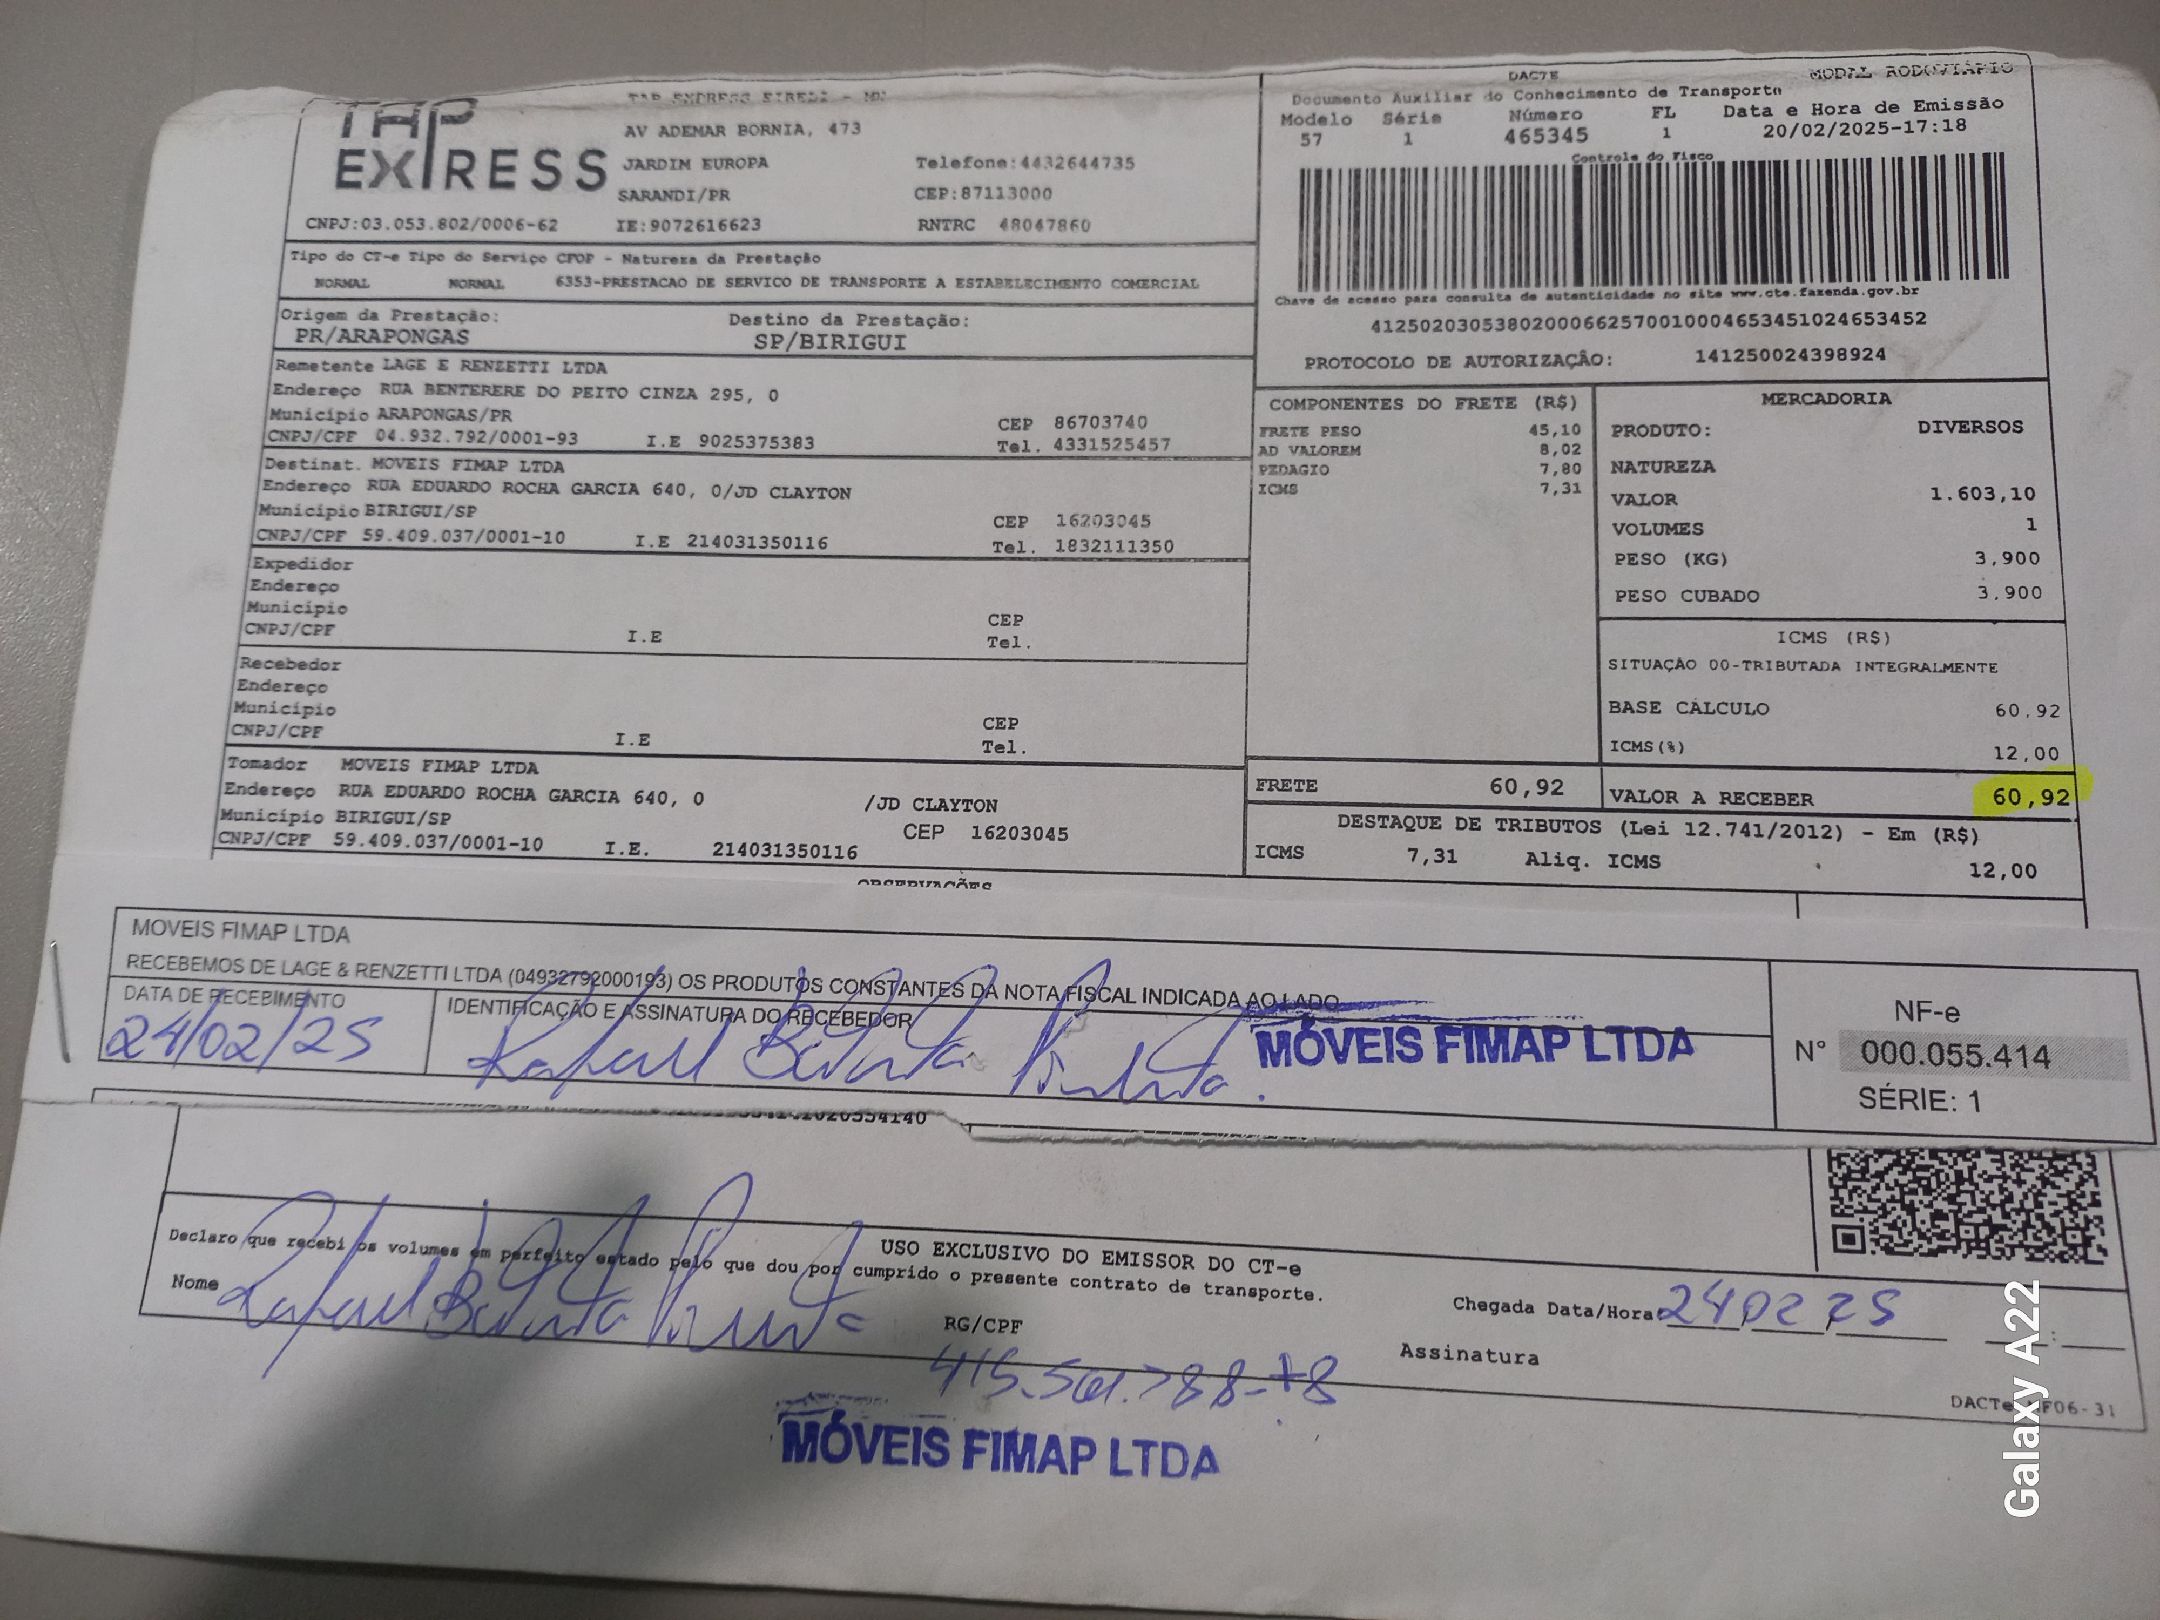 TAP EXPRESS
TAP EXPRESS EIRELI -
AV ADEMAR BORNIA, 473
JARDIM EUROPA Telefone:4432644735
SARANDI/PR CEP:87113000
CNPJ:03.053.802/0006-62 IE:9072616623 RNTRC 48047860
Tipo do CT-e Tipo do Serviço CFOP - Natureza da Prestação
NORMAL NORMAL 6353-PRESTACAO DE SERVICO DE TRANSPORTE A ESTABELECIMENTO COMERCIAL
Origem da Prestação: Destino da Prestação:
PR/ARAPONGAS SP/BIRIGUI
Remetente LAGE E RENZETTI LTDA
Endereço RUA BENTERERE DO PEITO CINZA 295, 0
Município ARAPONGAS/PR CEP 86703740
CNPJ/CPF 04.932.792/0001-93 I.E 9025375383 Tel. 4331525457
Destinat. MOVEIS FIMAP LTDA
Endereço RUA EDUARDO ROCHA GARCIA 640, 0/JD CLAYTON
Município BIRIGUI/SP CEP 16203045
CNPJ/CPF 59.409.037/0001-10 I.E 214031350116 Tel. 1832111350
Expedidor
Endereço
Município CEP
CNPJ/CPF I.E Tel.
Recebedor
Endereço
Município CEP
CNPJ/CPF I.E Tel.
Tomador MOVEIS FIMAP LTDA
Endereço RUA EDUARDO ROCHA GARCIA 640, 0 /JD CLAYTON
Município BIRIGUI/SP CEP 16203045
CNPJ/CPF 59.409.037/0001-10 I.E. 214031350116
OBSERVAÇÕES
DACTE MODAL RODOVIÁRIO
Documento Auxiliar do Conhecimento de Transporte
Modelo Série Número FL Data e Hora de Emissão
57 1 465345 1 20/02/2025-17:18
Controle do Fisco
Chave de acesso para consulta de autenticidade no site www.cte.fazenda.gov.br
41250203053802000662570010004653451024653452
PROTOCOLO DE AUTORIZAÇÂO: 141250024398924
COMPONENTES DO FRETE (R$)
FRETE PESO 45,10
AD VALOREM 8,02
PEDAGIO 7,80
ICMS 7,31
MERCADORIA
PRODUTO: DIVERSOS
NATUREZA
VALOR 1.603,10
VOLUMES 1
PESO (KG) 3,900
PESO CUBADO 3,900
ICMS (R$)
SITUAÇÃO 00-TRIBUTADA INTEGRALMENTE
BASE CÁLCULO 60,92
ICMS(%) 12,00
FRETE 60,92 VALOR A RECEBER 60,92
DESTAQUE DE TRIBUTOS (Lei 12.741/2012) - Em (R$)
ICMS 7,31 Aliq. ICMS 12,00
MOVEIS FIMAP LTDA
RECEBEMOS DE LAGE & RENZETTI LTDA (04932792000193) OS PRODUTOS CONSTANTES DA NOTA FISCAL INDICADA AO LADO
DATA DE RECEBIMENTO IDENTIFICAÇÃO E ASSINATURA DO RECEBEDOR
24/02/25 Rafael
MÓVEIS FIMAP LTDA
NF-e
N° 000.055.414
SÉRIE: 1
USO EXCLUSIVO DO EMISSOR DO CT-e
Declaro que recebi os volumes em perfeito estado pelo que dou por cumprido o presente contrato de transporte.
Nome Rafael RG/CPF Chegada Data/Hora: 24 02 25
Assinatura
MÓVEIS FIMAP LTDA
Galaxy A22